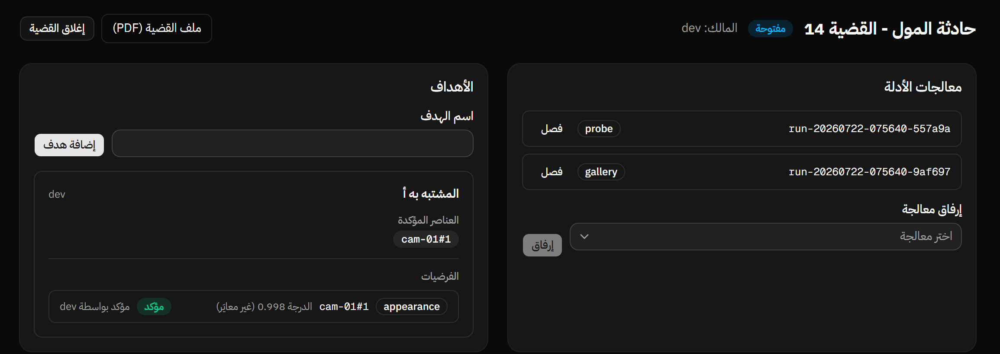 حادثة المول - القضية 14
مفتوحة
المالك: dev
ملف القضية (PDF)
إغلاق القضية
معالجات الأدلة
run-20260722-075640-557a9a
probe
فصل
run-20260722-075640-9af697
gallery
فصل
إرفاق معالجة
اختر معالجة
إرفاق
الأهداف
اسم الهدف
إضافة هدف
المشتبه به أ
dev
العناصر المؤكدة
cam-01#1
الفرضيات
appearance
cam-01#1
الدرجة 0.998 (غير معايَر)
مؤكد
مؤكد بواسطة dev